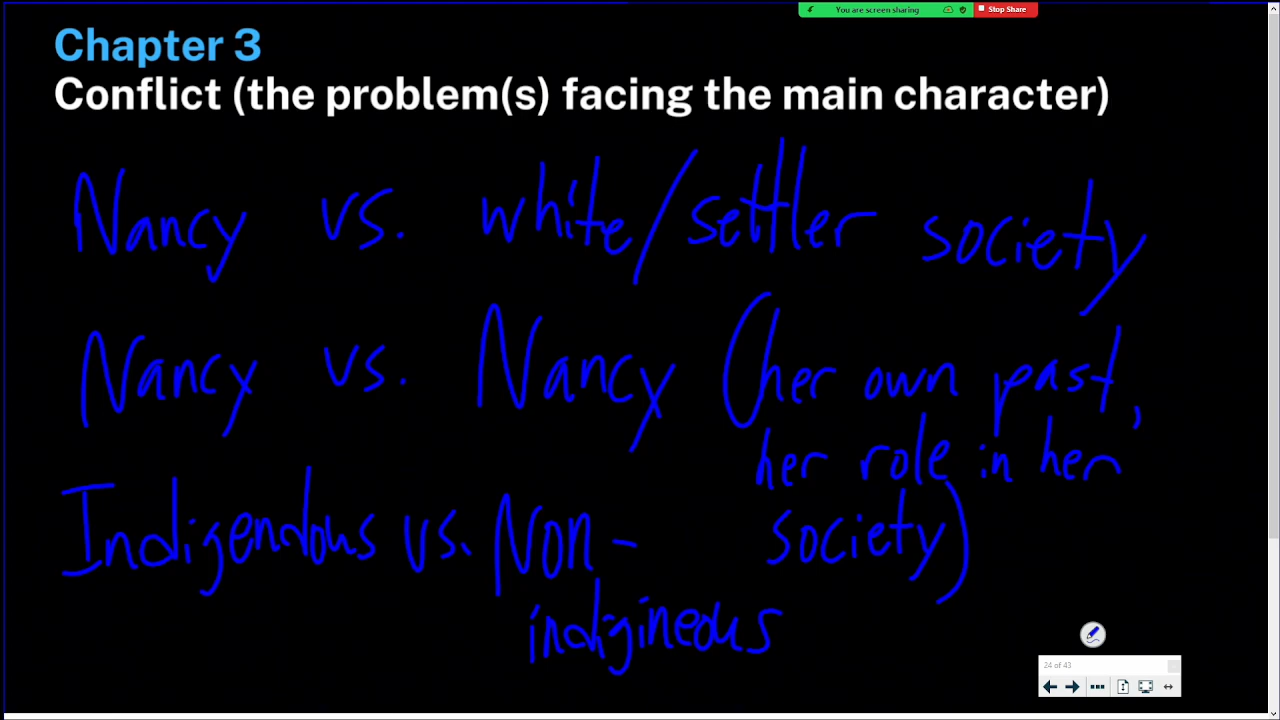 You are screen sharing
Stop Share
Chapter 3
Conflict (the problem(s) facing the main character)
Nancy vs. white/settler society
Nancy vs. Nancy (her own past,
her role in her
society)
Indigendous vs. Non-
indigineous
24 of 43